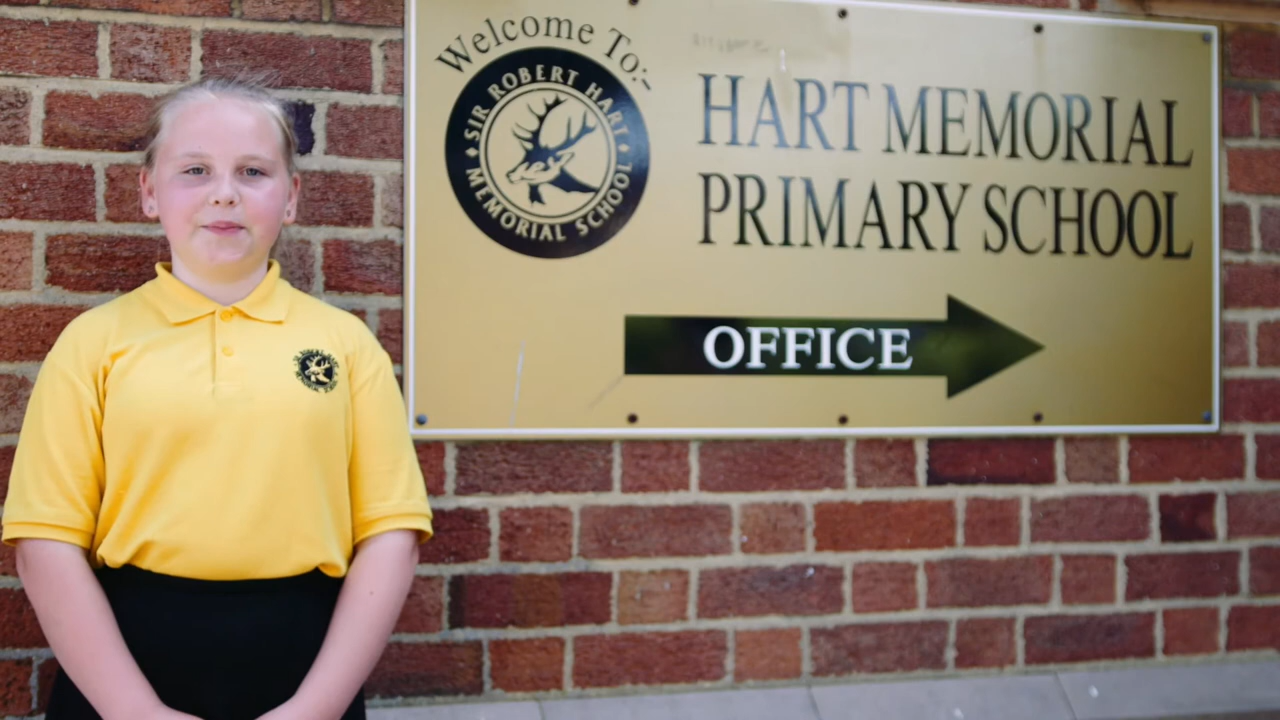 Welcome To:-
SIR ROBERT HART
MEMORIAL SCHOOL
HART MEMORIAL
PRIMARY SCHOOL
OFFICE